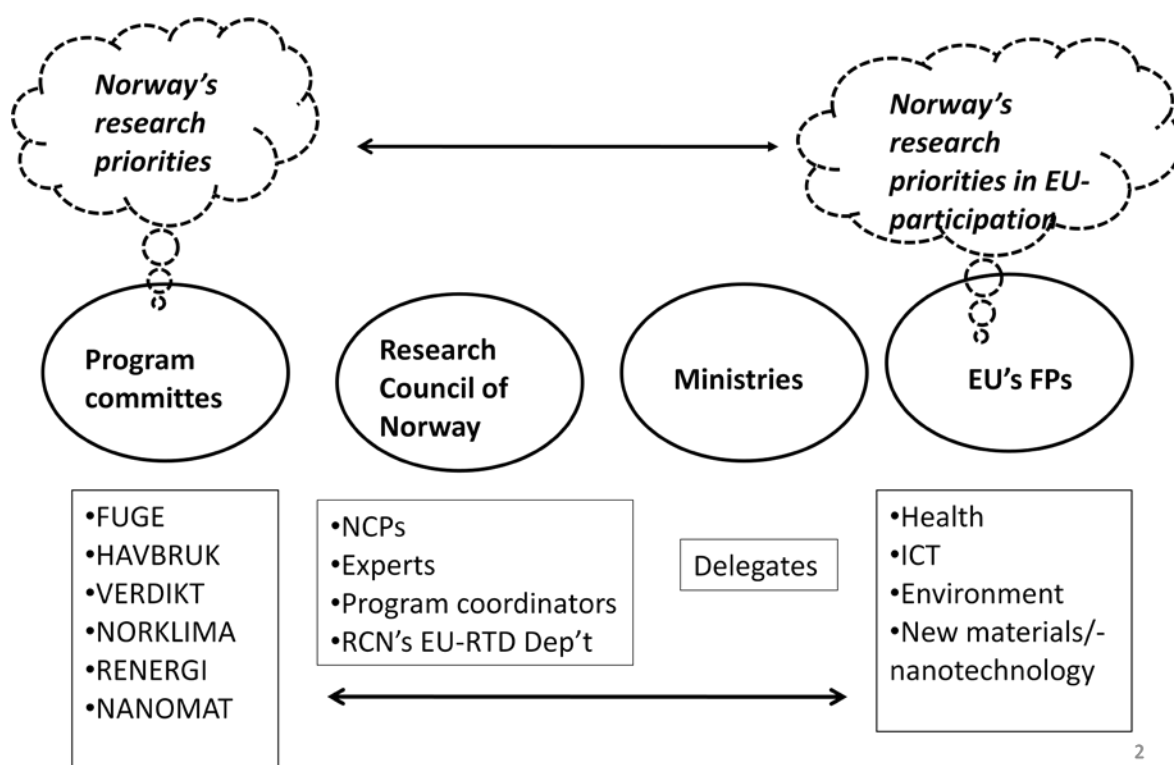 Norway's
research
priorities
Norway's
research
priorities in EU-
participation
Program
committes
Research
Council of
Norway
Ministries
EU's FPs
•FUGE
•HAVBRUK
•VERDIKT
•NORKLIMA
•RENERGI
•NANOMAT
•NCPs
•Experts
•Program coordinators
•RCN's EU-RTD Dep't
Delegates
•Health
•ICT
•Environment
•New materials/-
nanotechnology
2